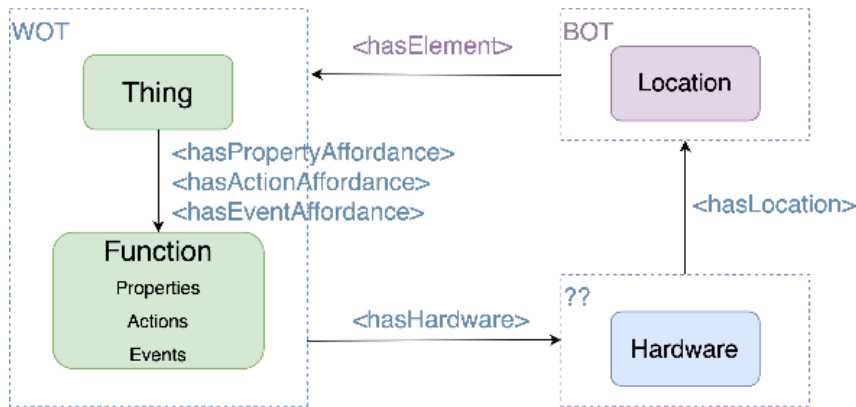 WOT
Thing
<hasPropertyAffordance>
<hasActionAffordance>
<hasEventAffordance>
Function
Properties
Actions
Events
<hasElement>
BOT
Location
<hasLocation>
<hasHardware>
??
Hardware